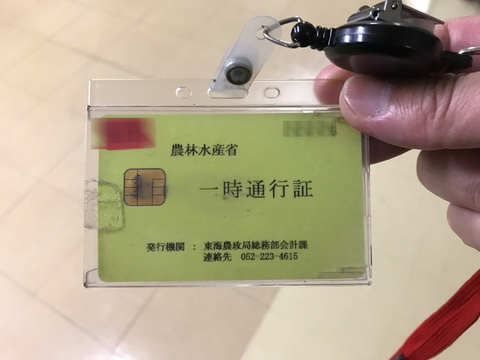 農林水産省
一時通行証
発行機関 : 東海農政局総務部会計課
連絡先 052-223-4615